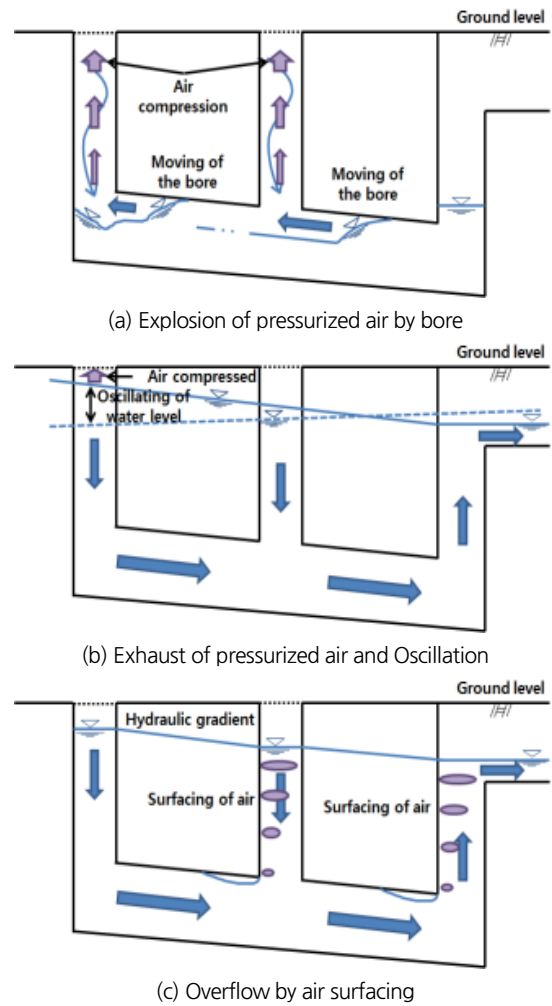 Ground level
Air
compression
Moving of
the bore
Moving of
the bore
(a) Explosion of pressurized air by bore
Ground level
Air compressed
Oscillating of
water level
(b) Exhaust of pressurized air and Oscillation
Ground level
Hydraulic gradient
Surfacing of air
Surfacing of air
(c) Overflow by air surfacing